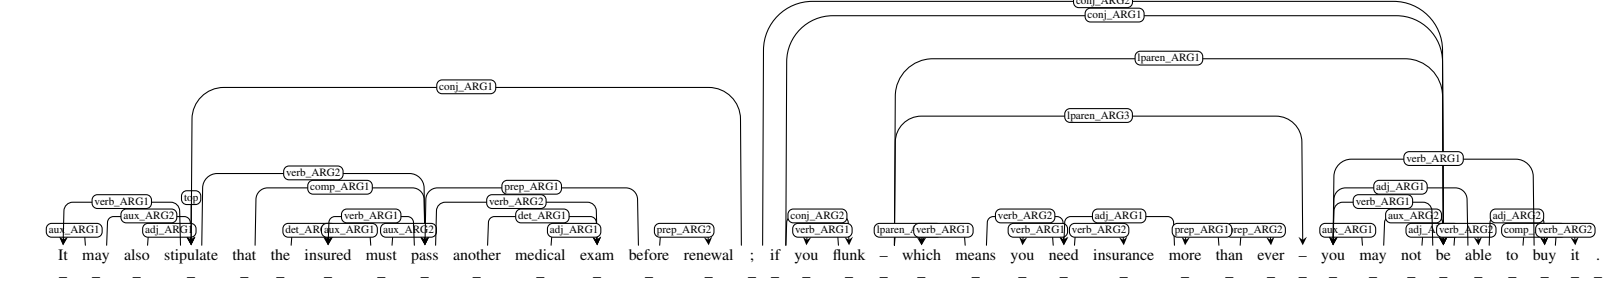 conj_ARG2
conj_ARG1
lparen_ARG1
conj_ARG1
lparen_ARG3
verb_ARG1
verb_ARG2
comp_ARG1 prep_ARG1 adj_ARG1
top
verb_ARG1 verb_ARG2 verb_ARG1
aux_ARG2 verb_ARG1 det_ARG1 conj_ARG2 verb_ARG2 adj_ARG1 aux_ARG2 adj_ARG2
aux_ARG1 adj_ARG1 aux_ARG1 aux_ARG2 adj_ARG1 prep_ARG2 verb_ARG1 verb_ARG1 verb_ARG1 verb_ARG2 prep_ARG1 aux_ARG1 verb_ARG2 verb_ARG2
It may also stipulate that the insured must pass another medical exam before renewal ; if you flunk – which means you need insurance more than ever – you may not be able to buy it .
– – – – – – – – – – – – – – – – – – – – – – – – – – – – – – – – – – – –